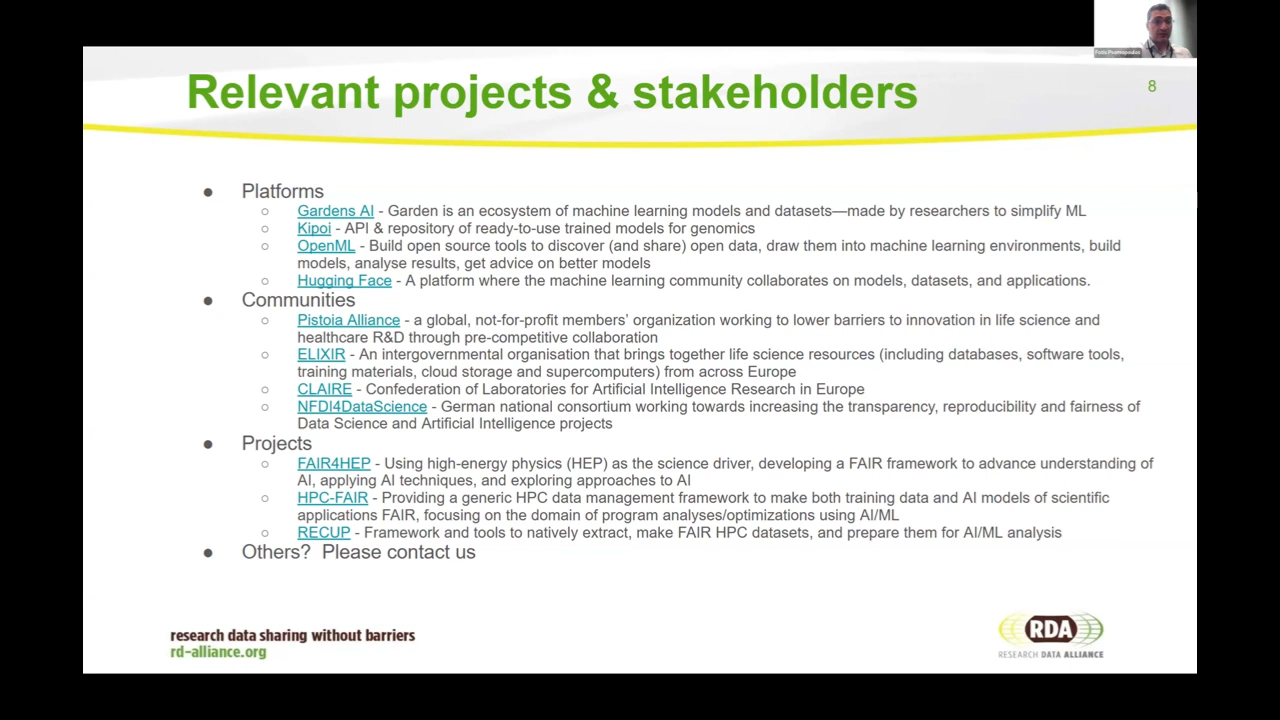 Fotis Psomopoulos
Relevant projects & stakeholders
8
● Platforms
○ Gardens AI - Garden is an ecosystem of machine learning models and datasets—made by researchers to simplify ML
○ Kipoi - API & repository of ready-to-use trained models for genomics
○ OpenML - Build open source tools to discover (and share) open data, draw them into machine learning environments, build
models, analyse results, get advice on better models
○ Hugging Face - A platform where the machine learning community collaborates on models, datasets, and applications.
● Communities
○ Pistoia Alliance - a global, not-for-profit members’ organization working to lower barriers to innovation in life science and
healthcare R&D through pre-competitive collaboration
○ ELIXIR - An intergovernmental organisation that brings together life science resources (including databases, software tools,
training materials, cloud storage and supercomputers) from across Europe
○ CLAIRE - Confederation of Laboratories for Artificial Intelligence Research in Europe
○ NFDI4DataScience - German national consortium working towards increasing the transparency, reproducibility and fairness of
Data Science and Artificial Intelligence projects
● Projects
○ FAIR4HEP - Using high-energy physics (HEP) as the science driver, developing a FAIR framework to advance understanding of
AI, applying AI techniques, and exploring approaches to AI
○ HPC-FAIR - Providing a generic HPC data management framework to make both training data and AI models of scientific
applications FAIR, focusing on the domain of program analyses/optimizations using AI/ML
○ RECUP - Framework and tools to natively extract, make FAIR HPC datasets, and prepare them for AI/ML analysis
● Others? Please contact us
research data sharing without barriers
rd-alliance.org
RDA
RESEARCH DATA ALLIANCE